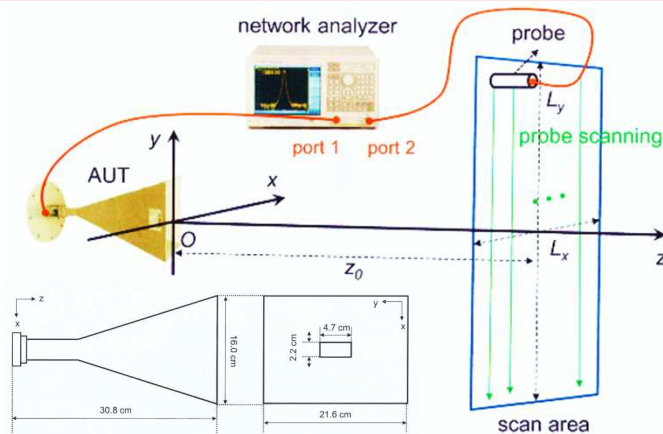 network analyzer
probe
L_y
port 1 port 2
probe scanning
AUT
y
x
O
z
z_0
L_x
z
x
y
x
16.0 cm
4.7 cm
2.2 cm
30.8 cm
21.6 cm
scan area